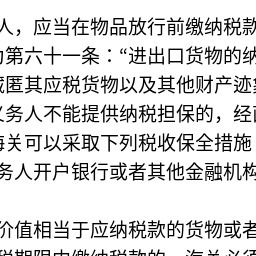 人，应当在物品放行前缴纳税款
第六十一条：“进出口货物的纳
匿其应税货物以及其他财产迹
义务人不能提供纳税担保的，经
海关可以采取下列税收保全措施
务人开户银行或者其他金融机构
价值相当于应纳税款的货物或者